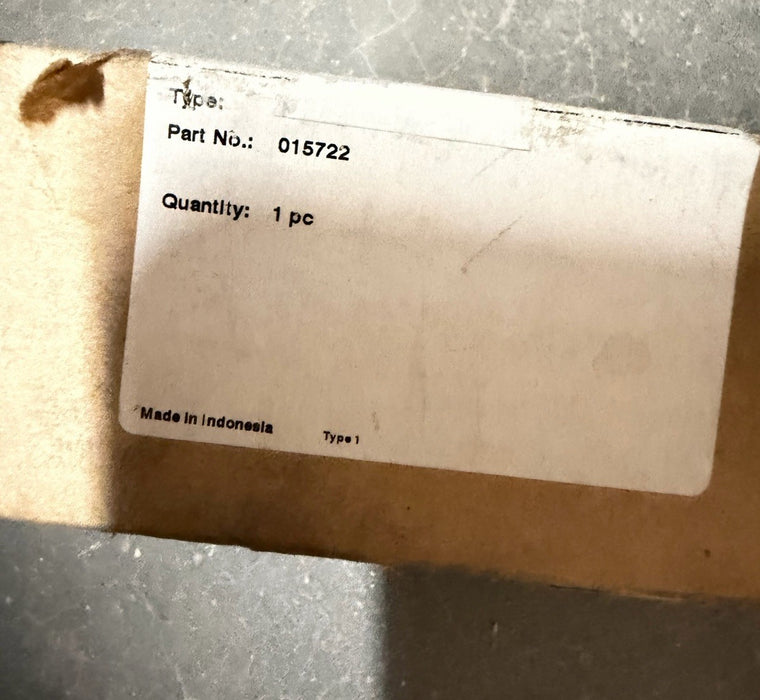 Type:
Part No.: 015722
Quantity: 1 pc
Made in Indonesia
Type 1